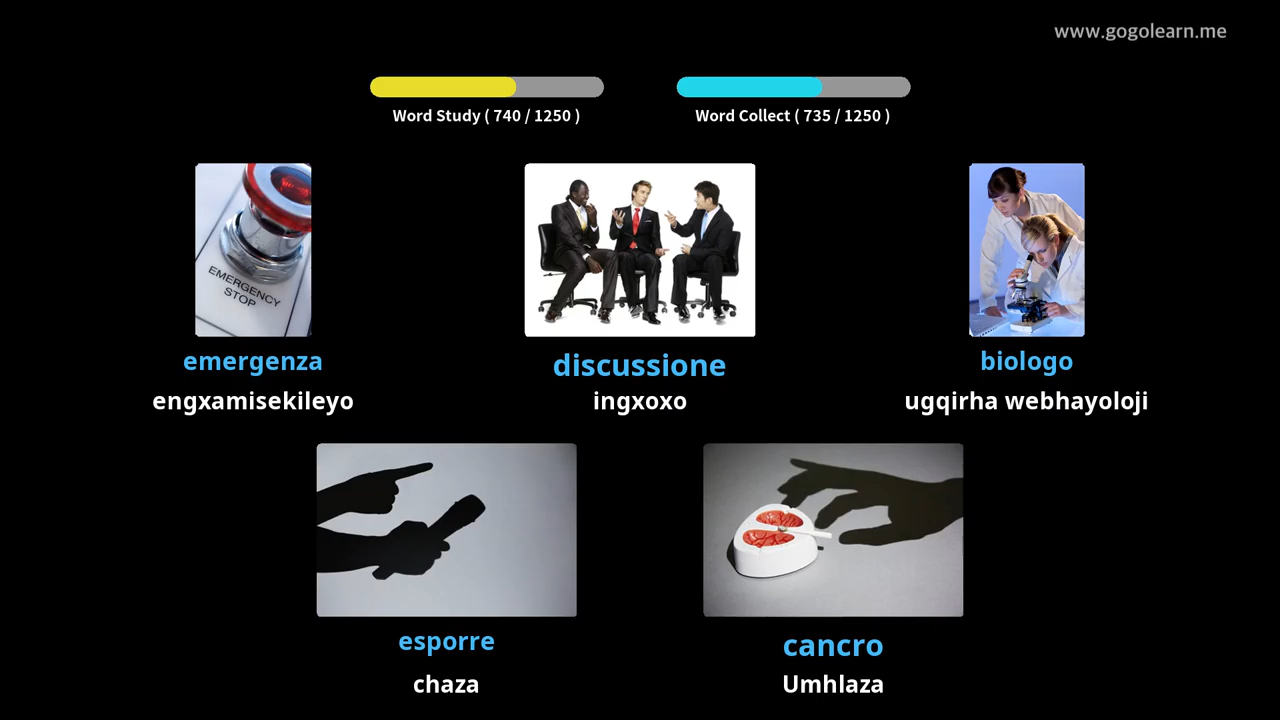 www.gogolearn.me
Word Study ( 740 / 1250 )
Word Collect ( 735 / 1250 )
EMERGENCY
STOP
emergenza
engxamisekileyo
discussione
ingxoxo
biologo
ugqirha webhayoloji
esporre
chaza
cancro
Umhlaza